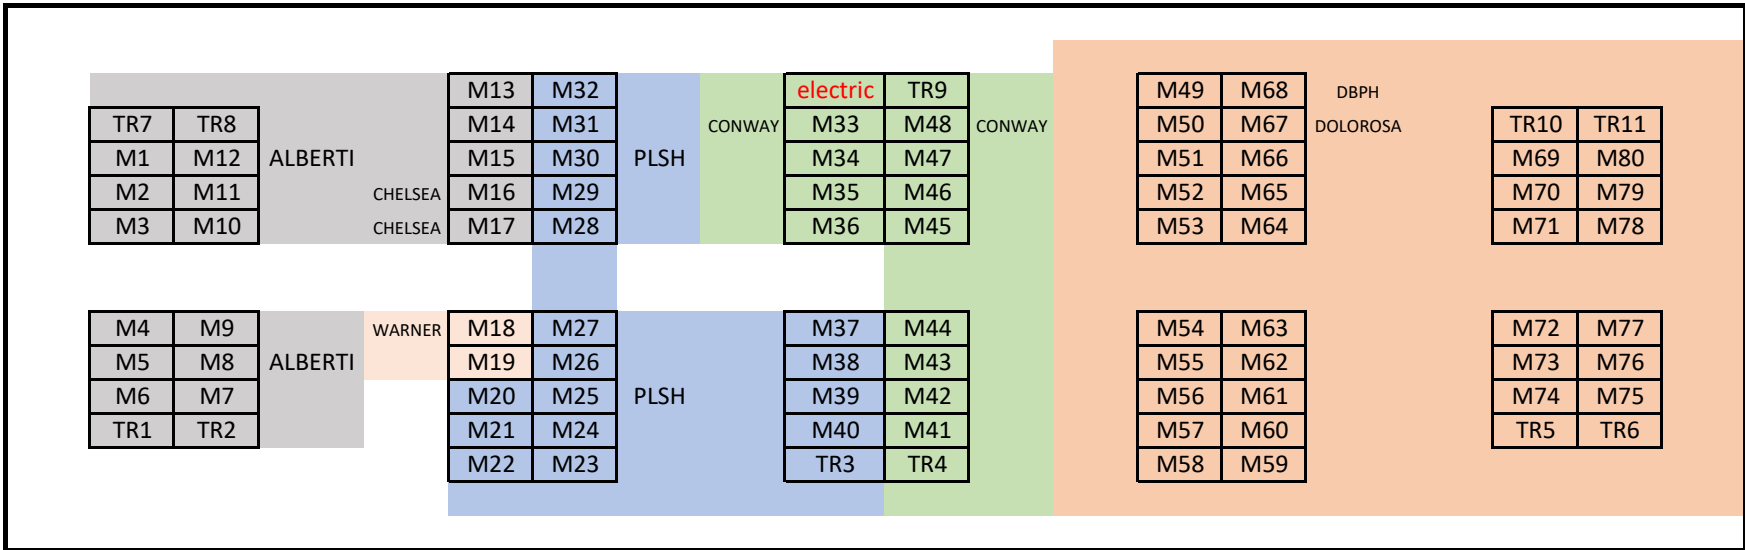 M13 M32 electric TR9 M49 M68 DBPH
TR7 TR8 M14 M31 CONWAY M33 M48 CONWAY M50 M67 DOLOROSA TR10 TR11
M1 M12 ALBERTI M15 M30 PLSH M34 M47 M51 M66 M69 M80
M2 M11 CHELSEA M16 M29 M35 M46 M52 M65 M70 M79
M3 M10 CHELSEA M17 M28 M36 M45 M53 M64 M71 M78
M4 M9 WARNER M18 M27 M37 M44 M54 M63 M72 M77
M5 M8 ALBERTI M19 M26 M38 M43 M55 M62 M73 M76
M6 M7 M20 M25 PLSH M39 M42 M56 M61 M74 M75
TR1 TR2 M21 M24 M40 M41 M57 M60 TR5 TR6
M22 M23 TR3 TR4 M58 M59